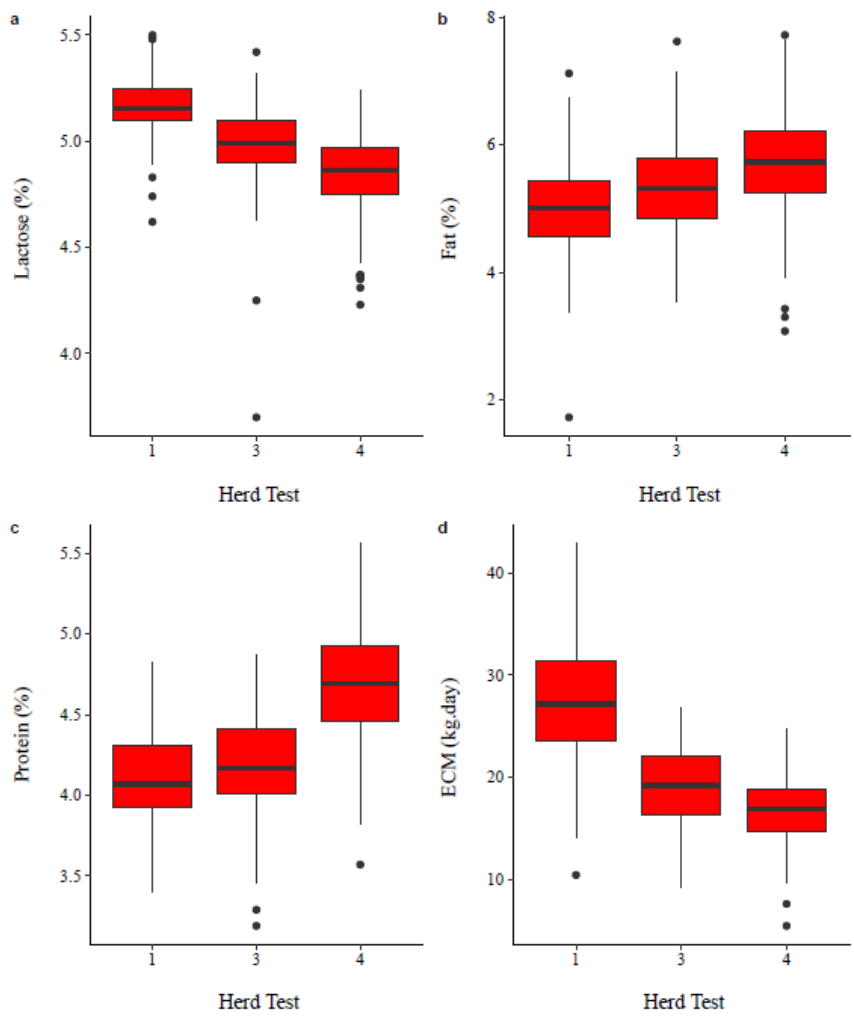 a
5.5
5.0
4.5
4.0
Lactose (%)
1 3 4
Herd Test
b
8
6
4
2
Fat (%)
1 3 4
Herd Test
c
5.5
5.0
4.5
4.0
3.5
Protein (%)
1 3 4
Herd Test
d
40
30
20
10
ECM (kg.day)
1 3 4
Herd Test